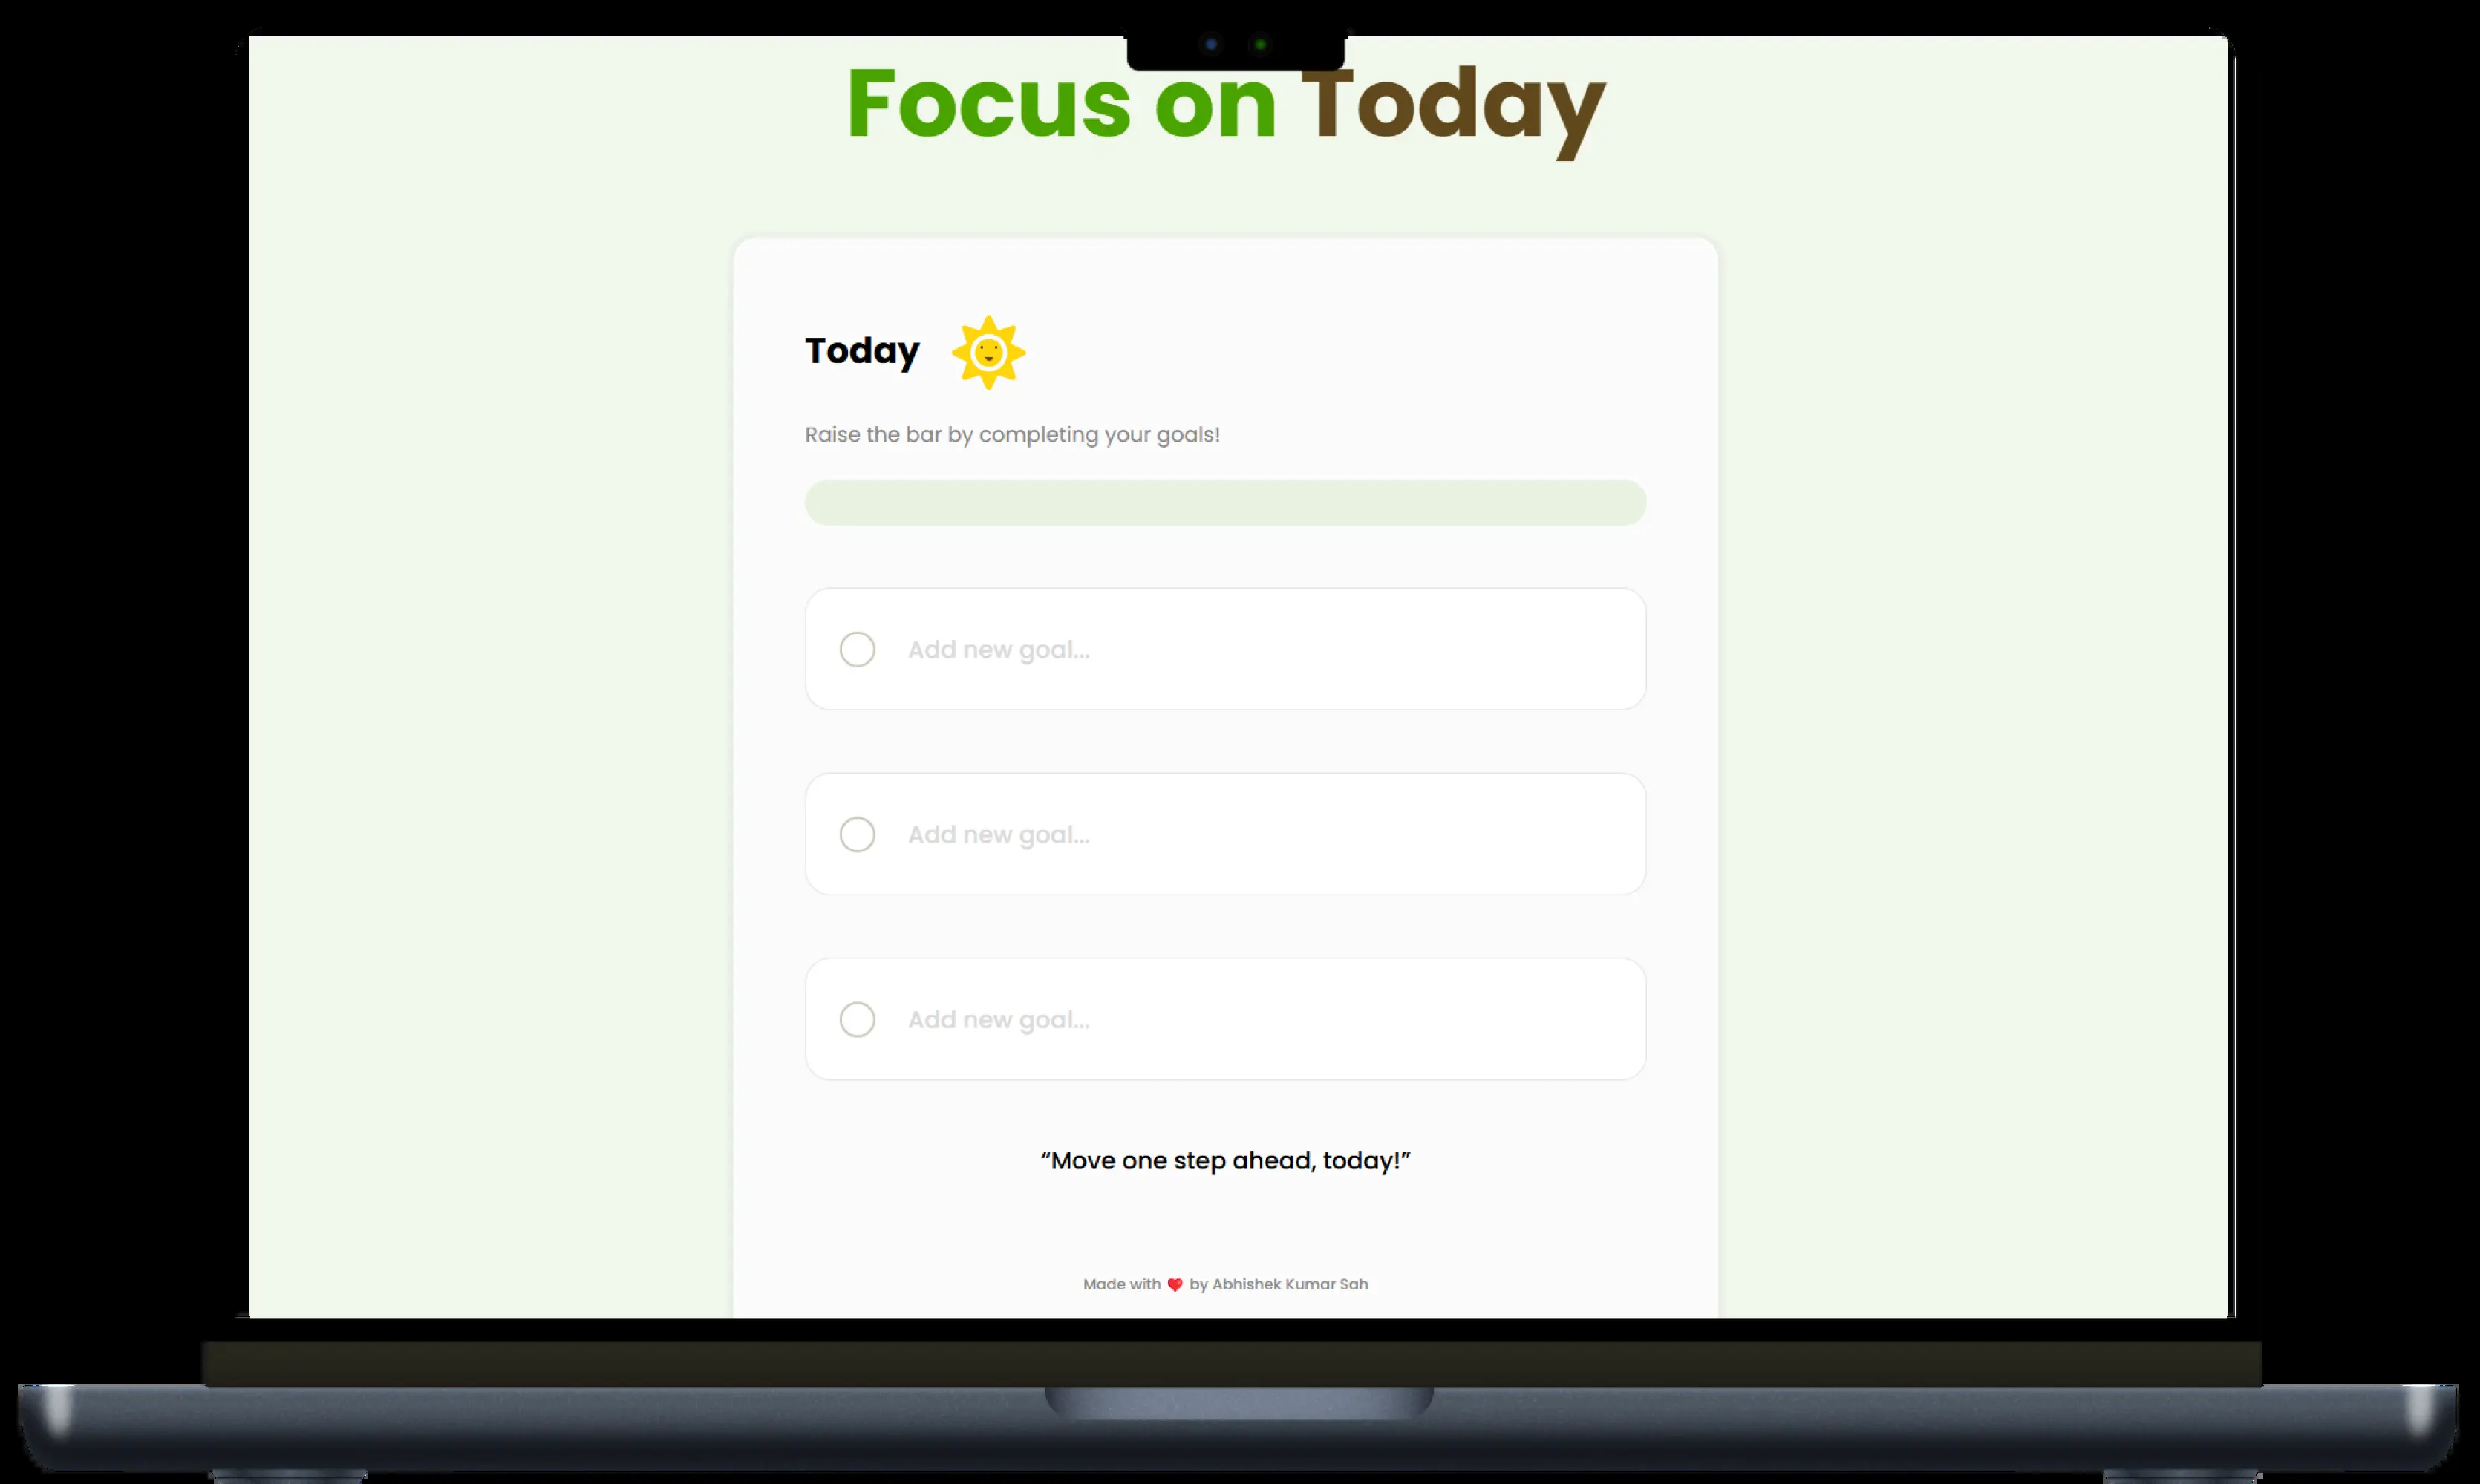 Focus on Today
Today
Raise the bar by completing your goals!
Add new goal...
Add new goal...
Add new goal...
“Move one step ahead, today!”
Made with ❤ by Abhishek Kumar Sah